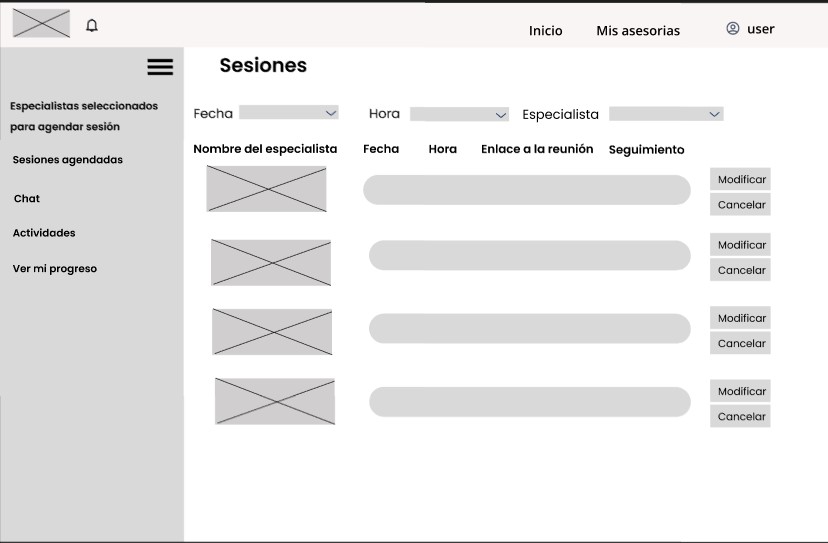 Inicio Mis asesorias user
Sesiones
Especialistas seleccionados
para agendar sesión
Sesiones agendadas
Chat
Actividades
Ver mi progreso
Fecha Hora Especialista
Nombre del especialista Fecha Hora Enlace a la reunión Seguimiento
Modificar
Cancelar
Modificar
Cancelar
Modificar
Cancelar
Modificar
Cancelar